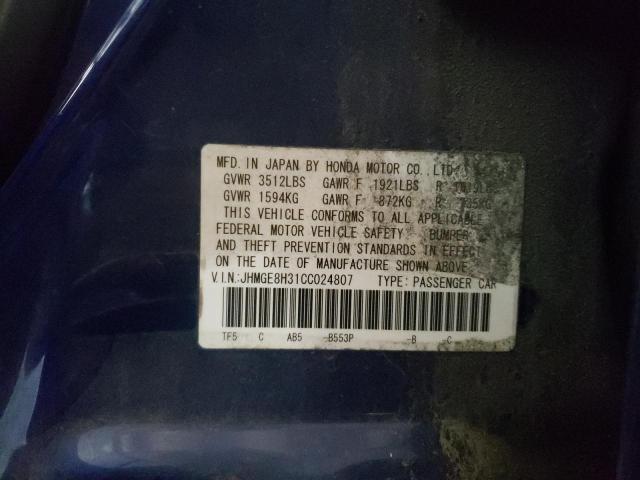 MFD. IN JAPAN BY HONDA MOTOR CO.,LTD.
GVWR 3512LBS GAWR F 1921LBS R
GVWR 1594KG GAWR F 872KG R
THIS VEHICLE CONFORMS TO ALL APPLICABLE
FEDERAL MOTOR VEHICLE SAFETY, BUMPER,
AND THEFT PREVENTION STANDARDS IN EFFECT
ON THE DATE OF MANUFACTURE SHOWN ABOVE.
V.I.N.:JHMGE8H31CC024807 TYPE: PASSENGER CAR
TF5 C AB5 -B553P -B -C